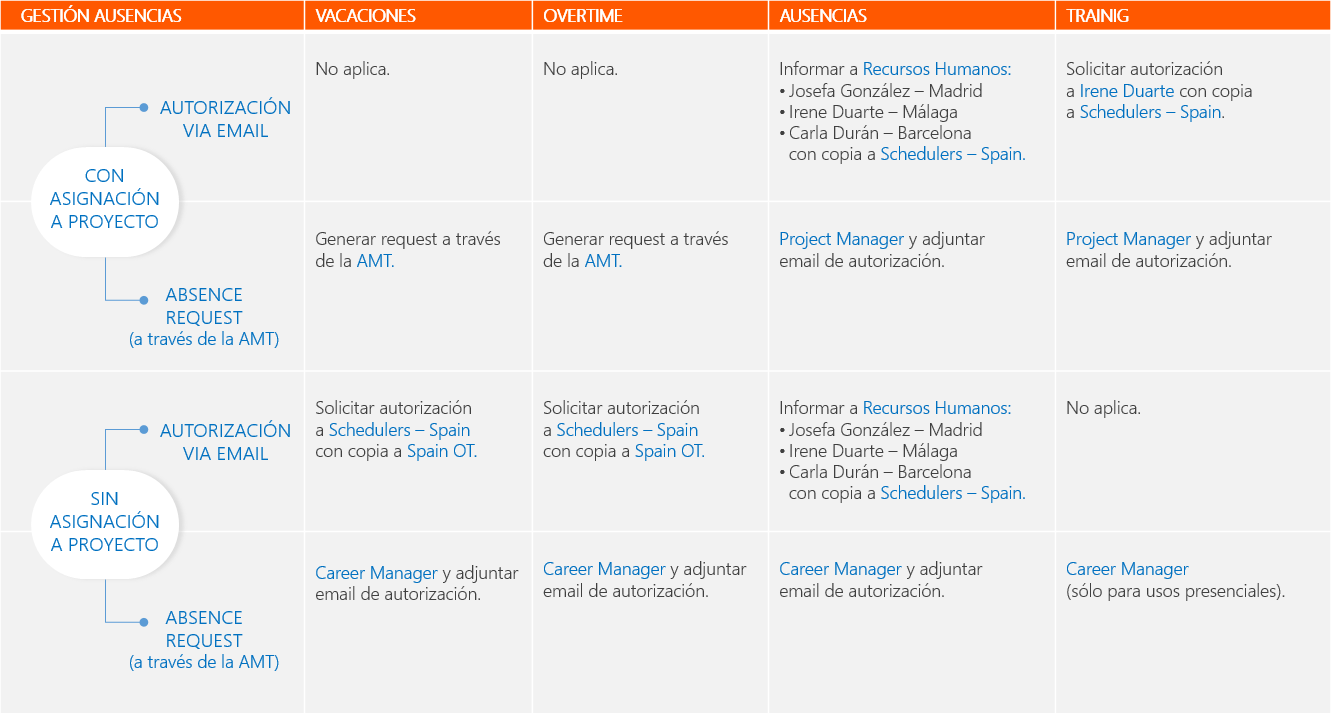 GESTIÓN AUSENCIAS
VACACIONES
OVERTIME
AUSENCIAS
TRAINIG
CON
ASIGNACIÓN
A PROYECTO
AUTORIZACIÓN
VIA EMAIL
No aplica.
No aplica.
Informar a Recursos Humanos:
• Josefa González – Madrid
• Irene Duarte – Málaga
• Carla Durán – Barcelona
con copia a Schedulers – Spain.
Solicitar autorización
a Irene Duarte con copia
a Schedulers – Spain.
ABSENCE
REQUEST
(a través de la AMT)
Generar request a través
de la AMT.
Generar request a través
de la AMT.
Project Manager y adjuntar
email de autorización.
Project Manager y adjuntar
email de autorización.
SIN
ASIGNACIÓN
A PROYECTO
AUTORIZACIÓN
VIA EMAIL
Solicitar autorización
a Schedulers – Spain
con copia a Spain OT.
Solicitar autorización
a Schedulers – Spain
con copia a Spain OT.
Informar a Recursos Humanos:
• Josefa González – Madrid
• Irene Duarte – Málaga
• Carla Durán – Barcelona
con copia a Schedulers – Spain.
No aplica.
ABSENCE
REQUEST
(a través de la AMT)
Career Manager y adjuntar
email de autorización.
Career Manager y adjuntar
email de autorización.
Career Manager y adjuntar
email de autorización.
Career Manager
(sólo para usos presenciales).